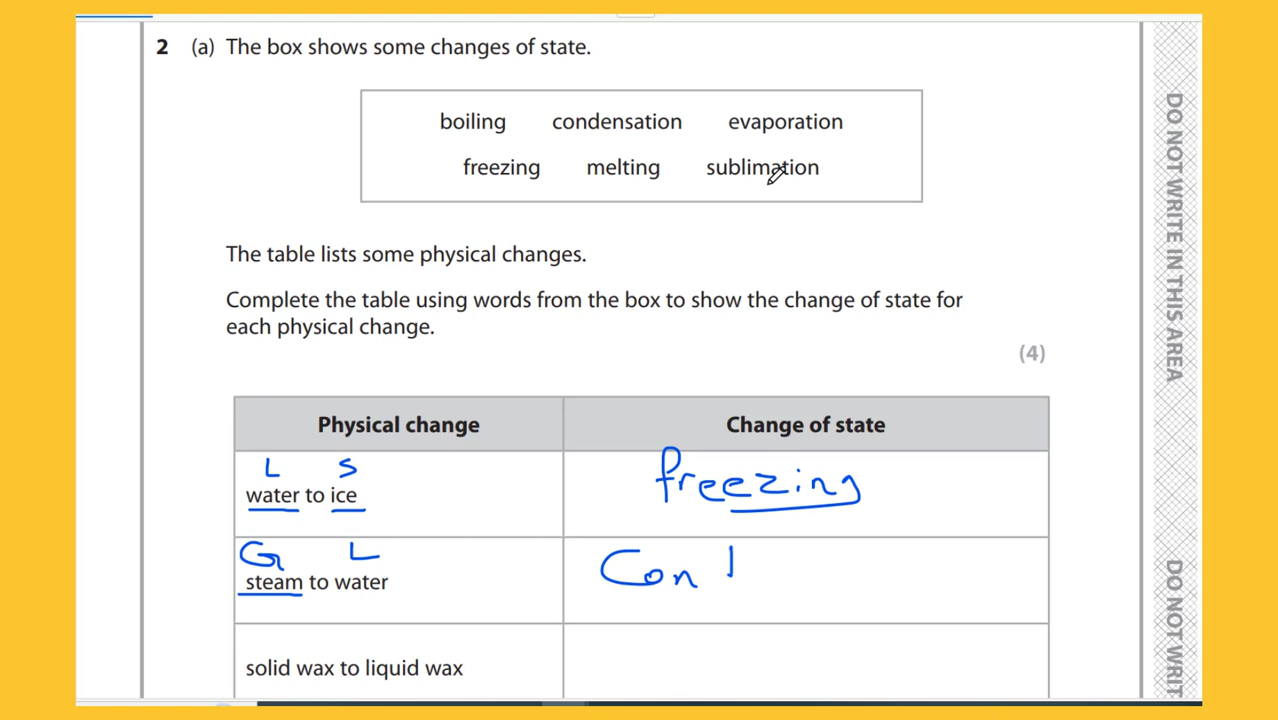 2 (a) The box shows some changes of state.
boiling condensation evaporation
freezing melting sublimation
The table lists some physical changes.
Complete the table using words from the box to show the change of state for
each physical change.
(4)
Physical change Change of state
L S
water to ice freezing
G L
steam to water Con
solid wax to liquid wax
DO NOT WRITE IN THIS AREA
DO NOT WRIT